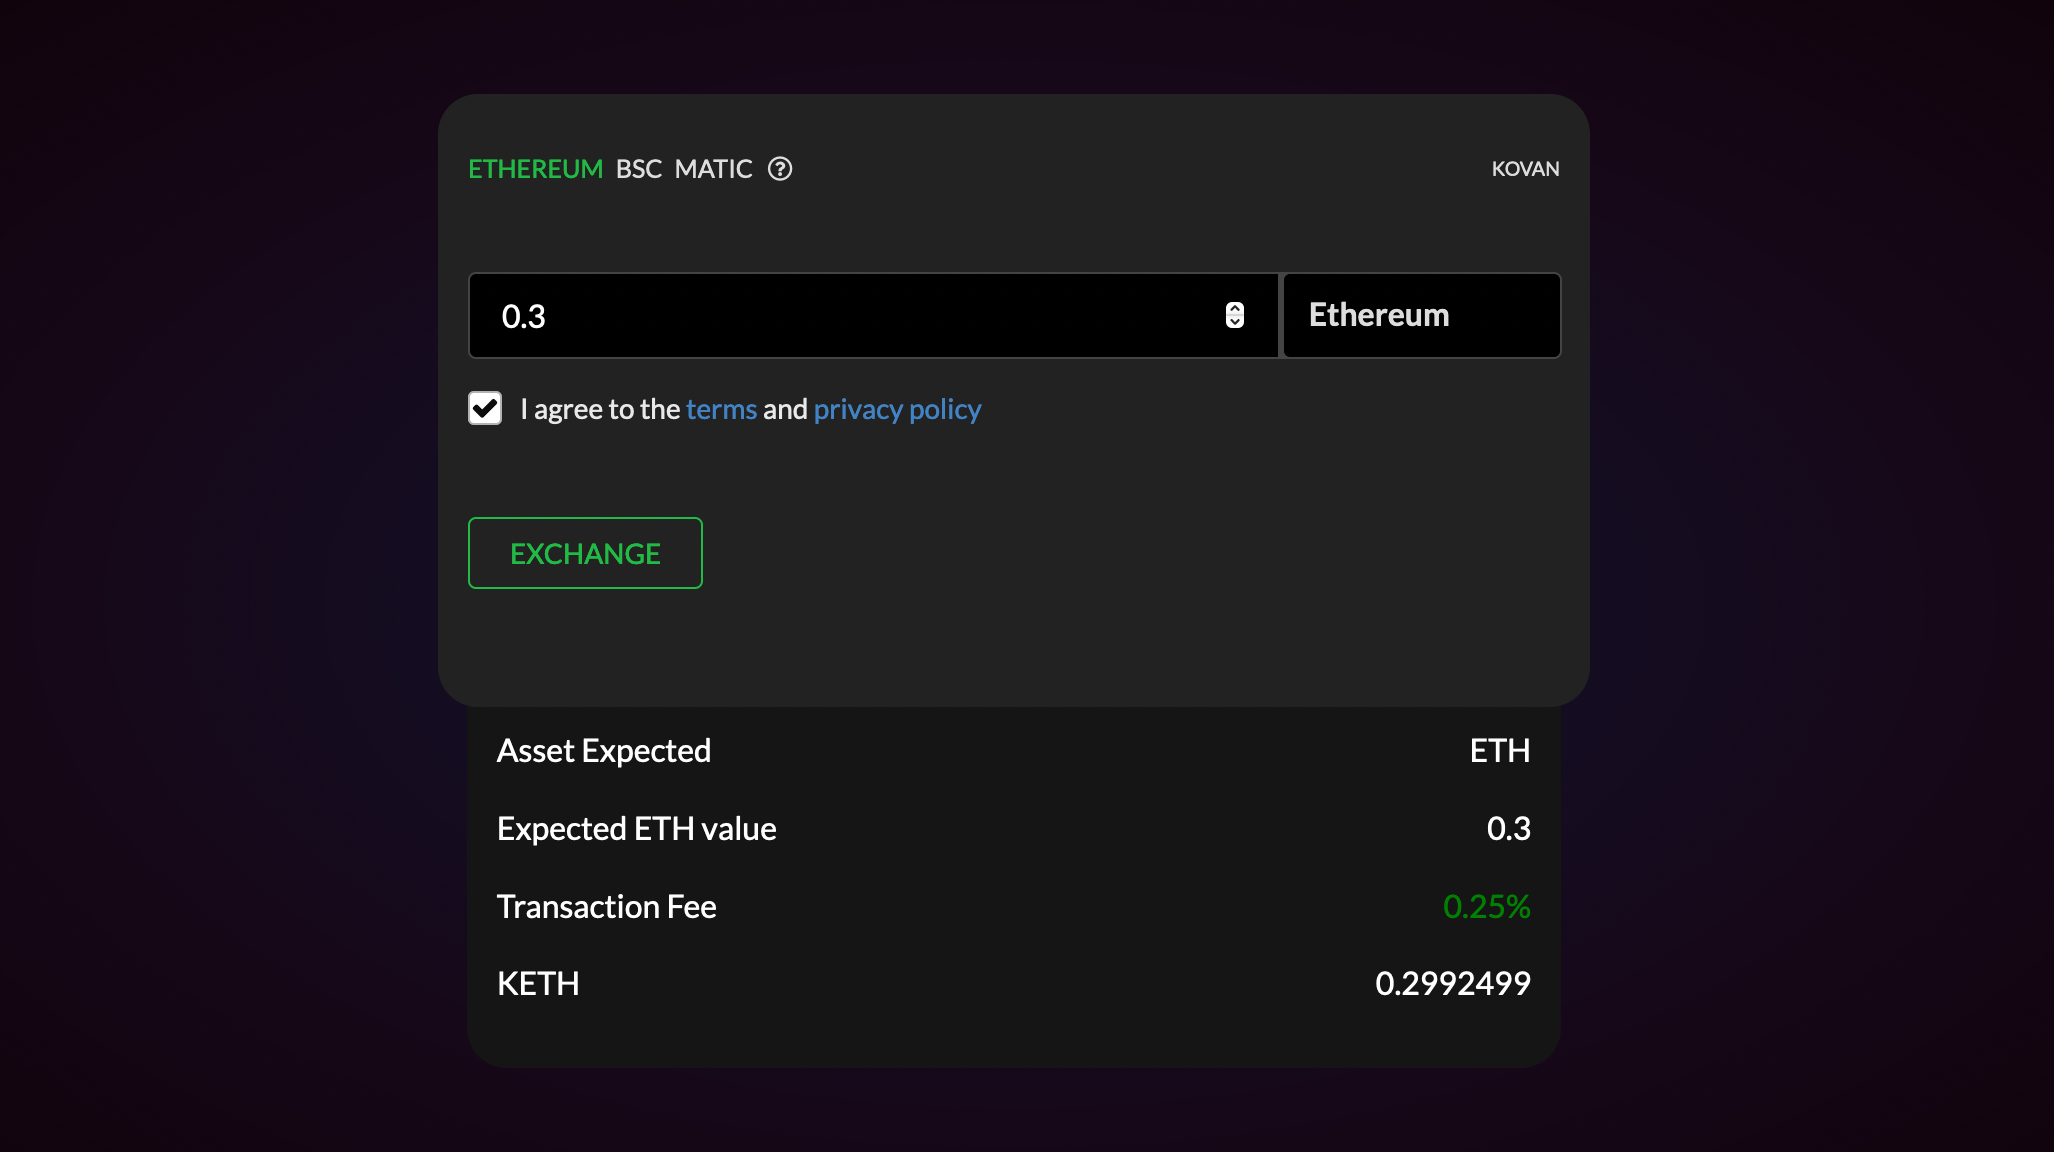 ETHEREUM BSC MATIC ? KOVAN
0.3 Ethereum
I agree to the terms and privacy policy
EXCHANGE
Asset Expected ETH
Expected ETH value 0.3
Transaction Fee 0.25%
KETH 0.2992499